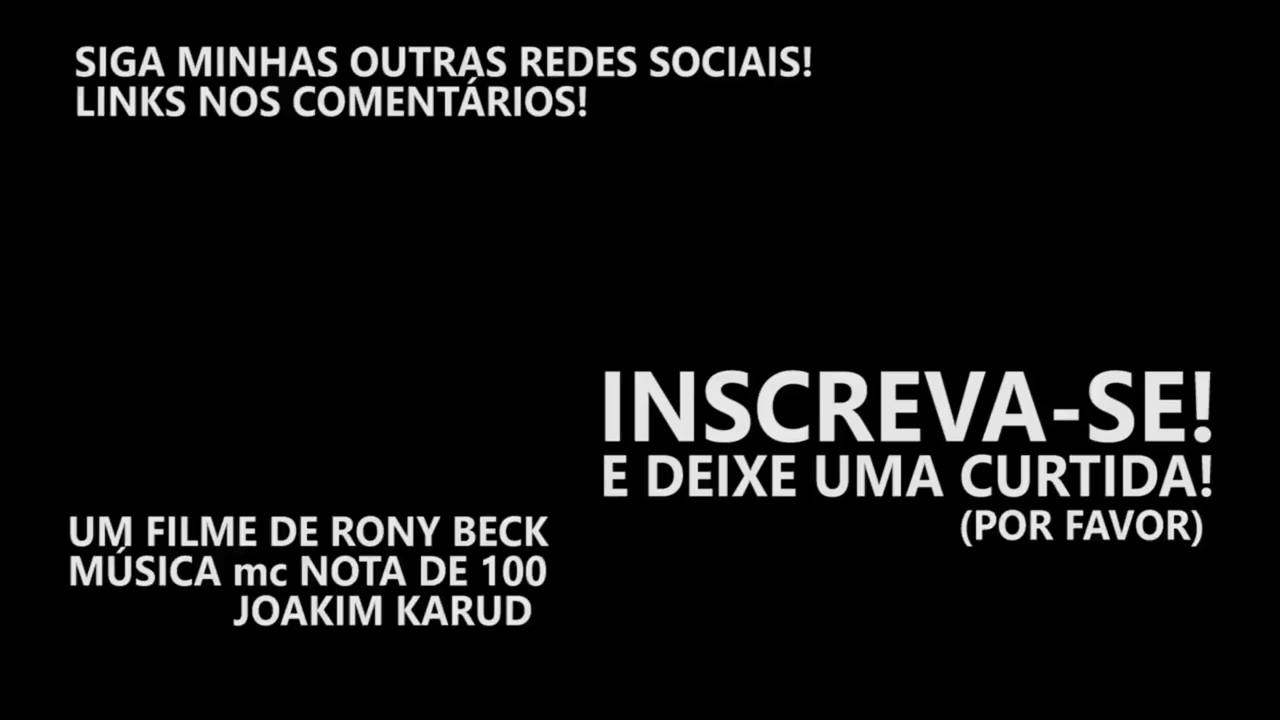 SIGA MINHAS OUTRAS REDES SOCIAIS!
LINKS NOS COMENTÁRIOS!
INSCREVA-SE!
E DEIXE UMA CURTIDA!
(POR FAVOR)
UM FILME DE RONY BECK
MÚSICA mc NOTA DE 100
JOAKIM KARUD